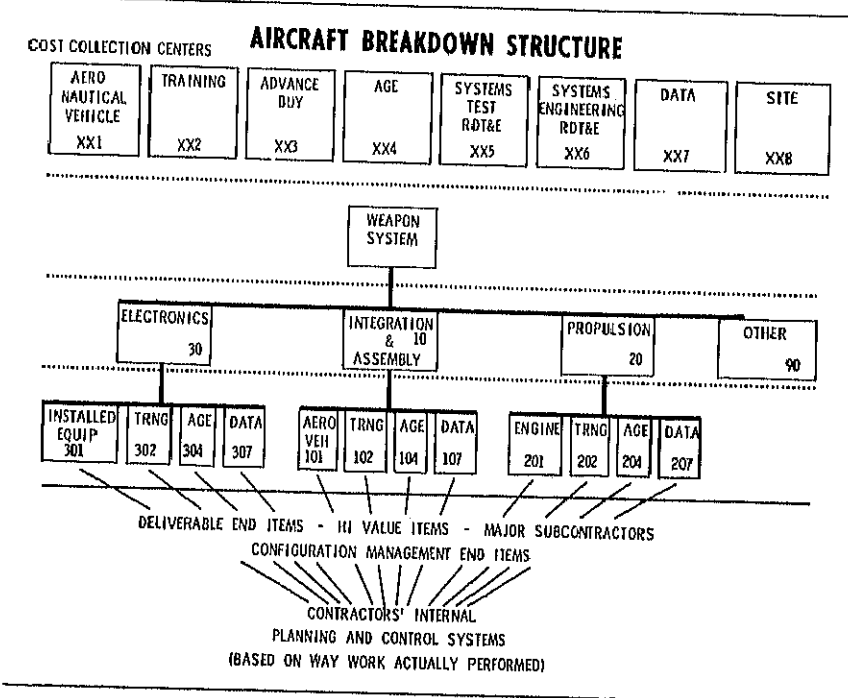 AIRCRAFT BREAKDOWN STRUCTURE
COST COLLECTION CENTERS
AERO
NAUTICAL
VEHICLE
XX1
TRAINING
XX2
ADVANCE
BUY
XX3
AGE
XX4
SYSTEMS
TEST
RDT&E
XX5
SYSTEMS
ENGINEERING
RDT&E
XX6
DATA
XX7
SITE
XX8
WEAPON
SYSTEM
ELECTRONICS
30
INTEGRATION
& 10
ASSEMBLY
PROPULSION
20
OTHER
90
INSTALLED
EQUIP
301
TRNG
302
AGE
304
DATA
307
AERO
VEH
101
TRNG
102
AGE
104
DATA
107
ENGINE
201
TRNG
202
AGE
204
DATA
207
DELIVERABLE END ITEMS - HI VALUE ITEMS - MAJOR SUBCONTRACTORS
CONFIGURATION MANAGEMENT END ITEMS
CONTRACTORS' INTERNAL
PLANNING AND CONTROL SYSTEMS
(BASED ON WAY WORK ACTUALLY PERFORMED)